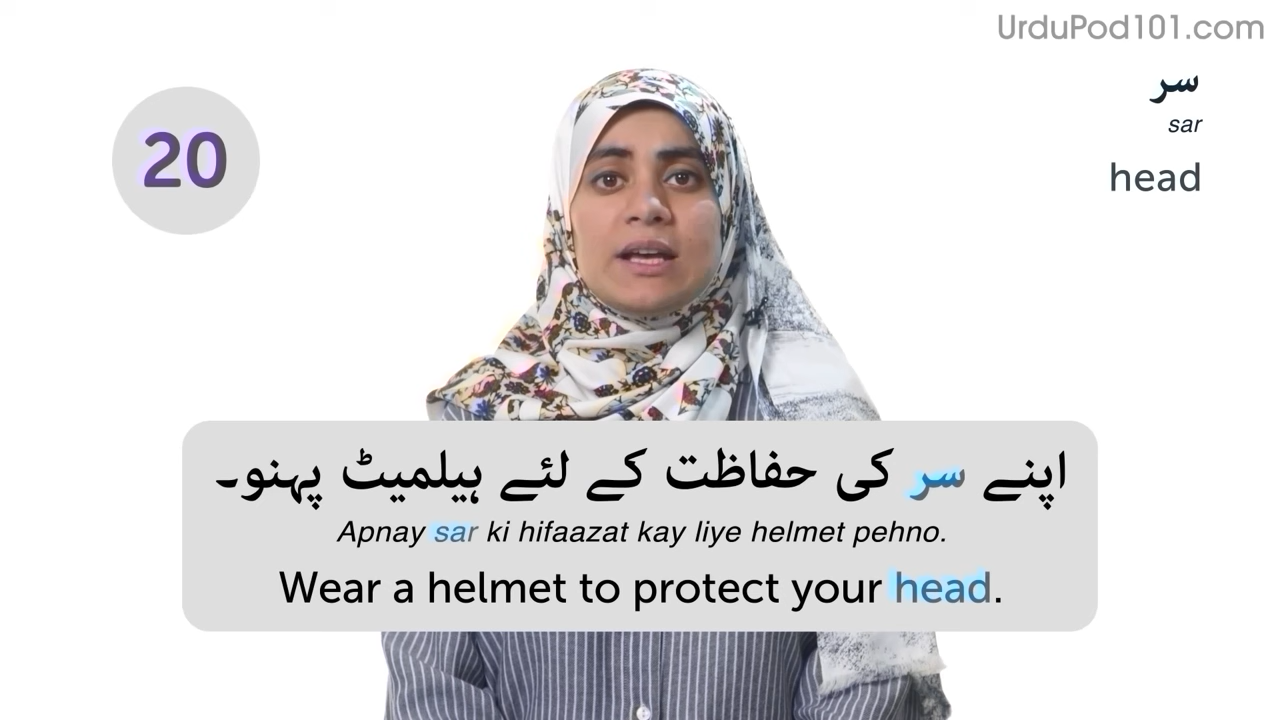 UrduPod101.com
20
سر
sar
head
اپنے سر کی حفاظت کے لئے ہیلمیٹ پہنو۔
Apnay sar ki hifaazat kay liye helmet pehno.
Wear a helmet to protect your head.